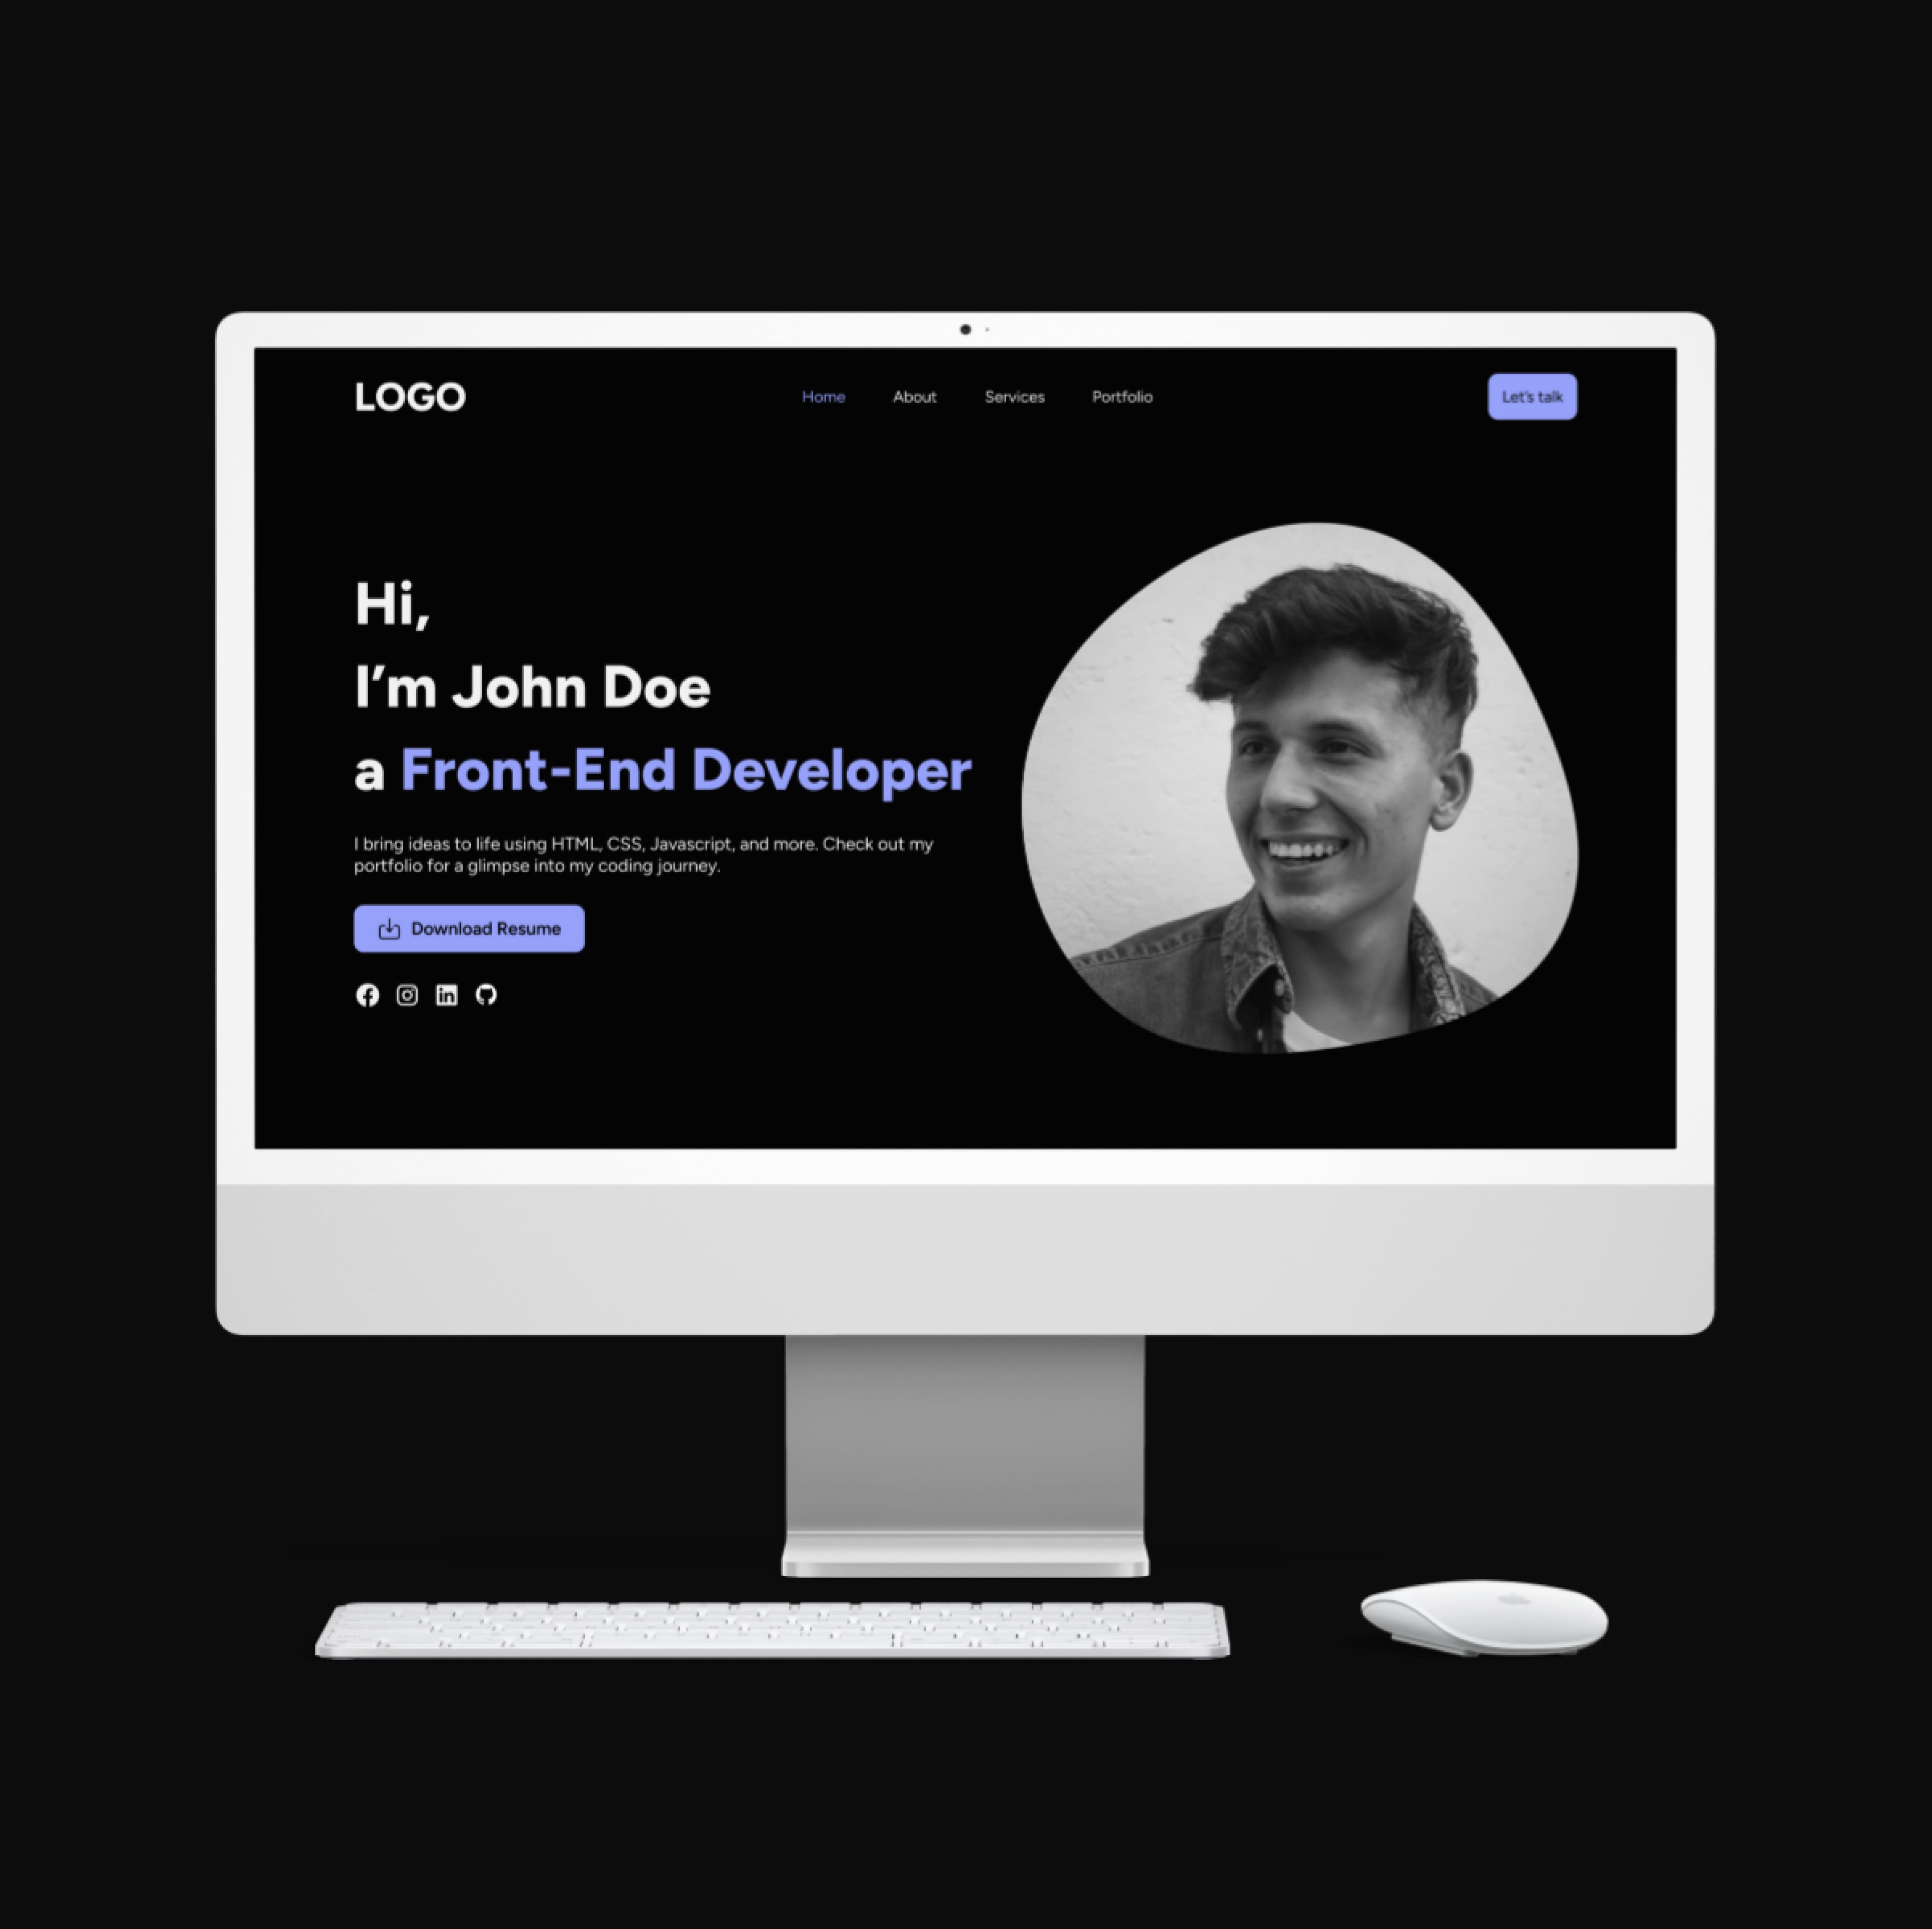 LOGO
Home About Services Portfolio
Let's talk
Hi,
I’m John Doe
a Front-End Developer
I bring ideas to life using HTML, CSS, Javascript, and more. Check out my
portfolio for a glimpse into my coding journey.
Download Resume